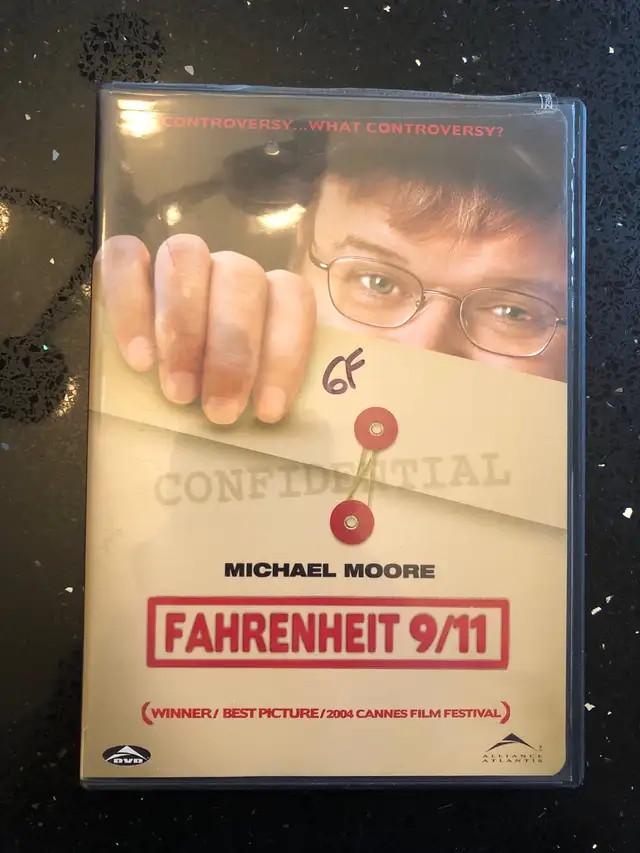 CONTROVERSY...WHAT CONTROVERSY?
6F
CONFIDENTIAL
MICHAEL MOORE
FAHRENHEIT 9/11
(WINNER/ BEST PICTURE/2004 CANNES FILM FESTIVAL)
DVD
ALLIANCE
ATLANTIS